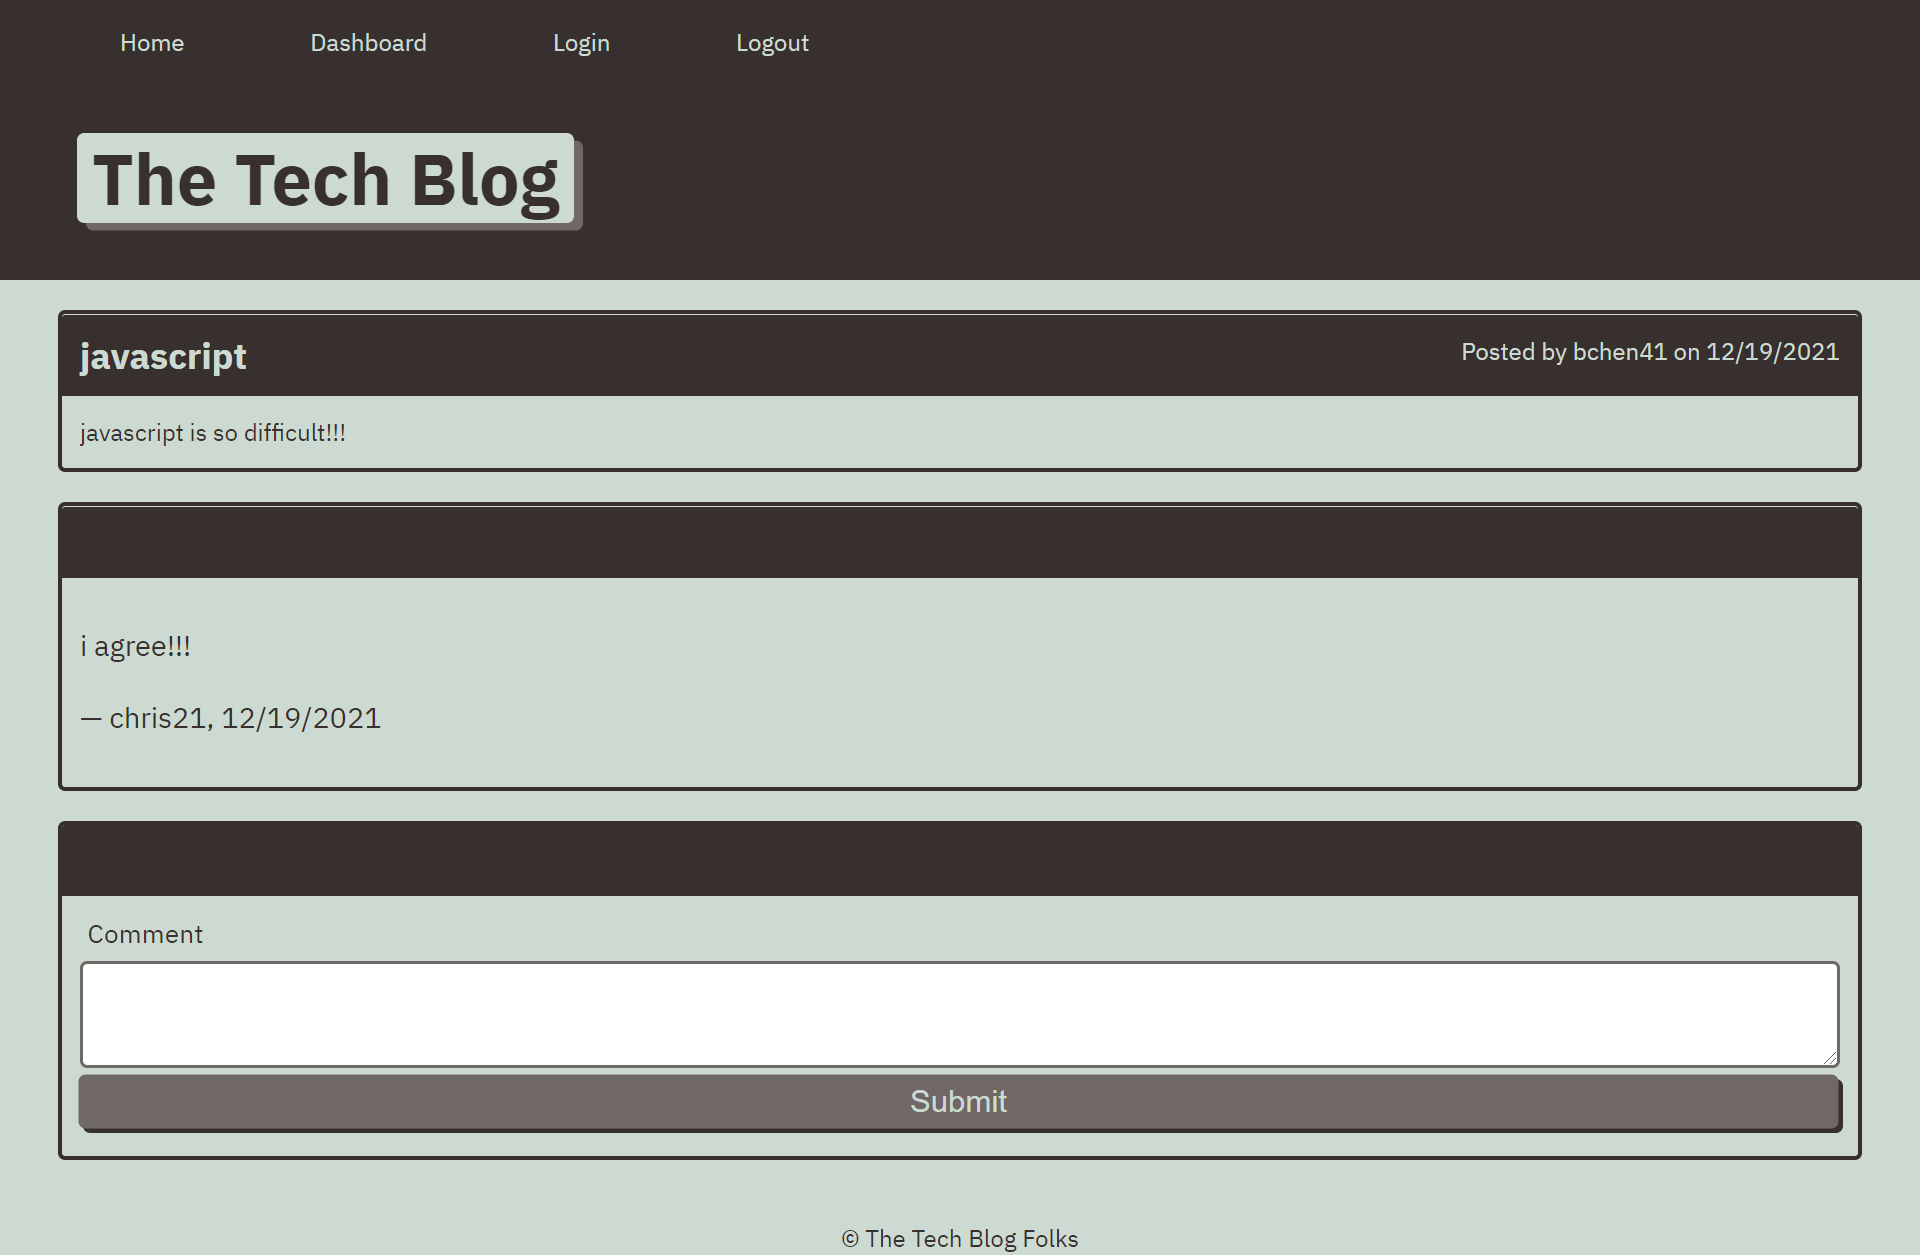 Home Dashboard Login Logout
The Tech Blog
javascript Posted by bchen41 on 12/19/2021
javascript is so difficult!!!
i agree!!!
— chris21, 12/19/2021
Comment
Submit
© The Tech Blog Folks